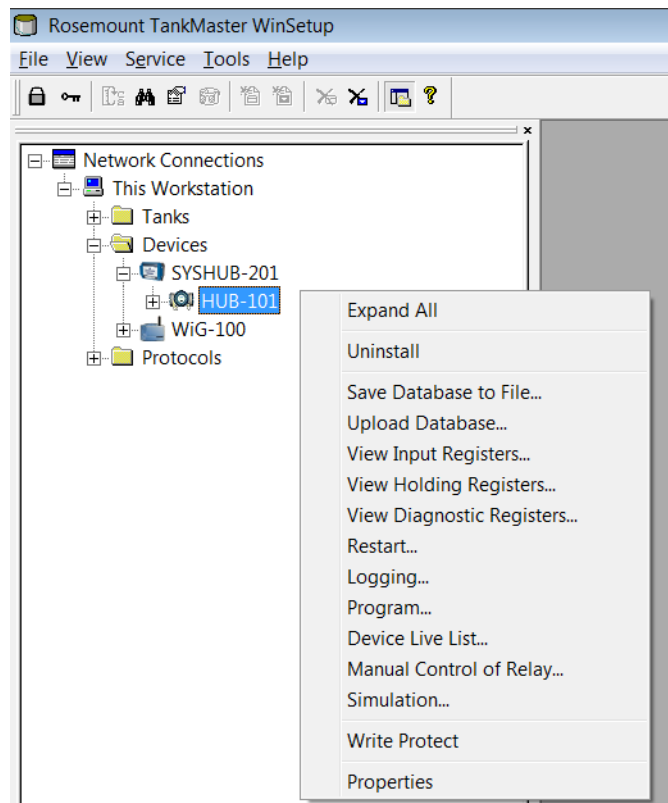 Rosemount TankMaster WinSetup
File View Service Tools Help
Network Connections
This Workstation
Tanks
Devices
SYSHUB-201
HUB-101
WiG-100
Protocols
Expand All
Uninstall
Save Database to File...
Upload Database...
View Input Registers...
View Holding Registers...
View Diagnostic Registers...
Restart...
Logging...
Program...
Device Live List...
Manual Control of Relay...
Simulation...
Write Protect
Properties